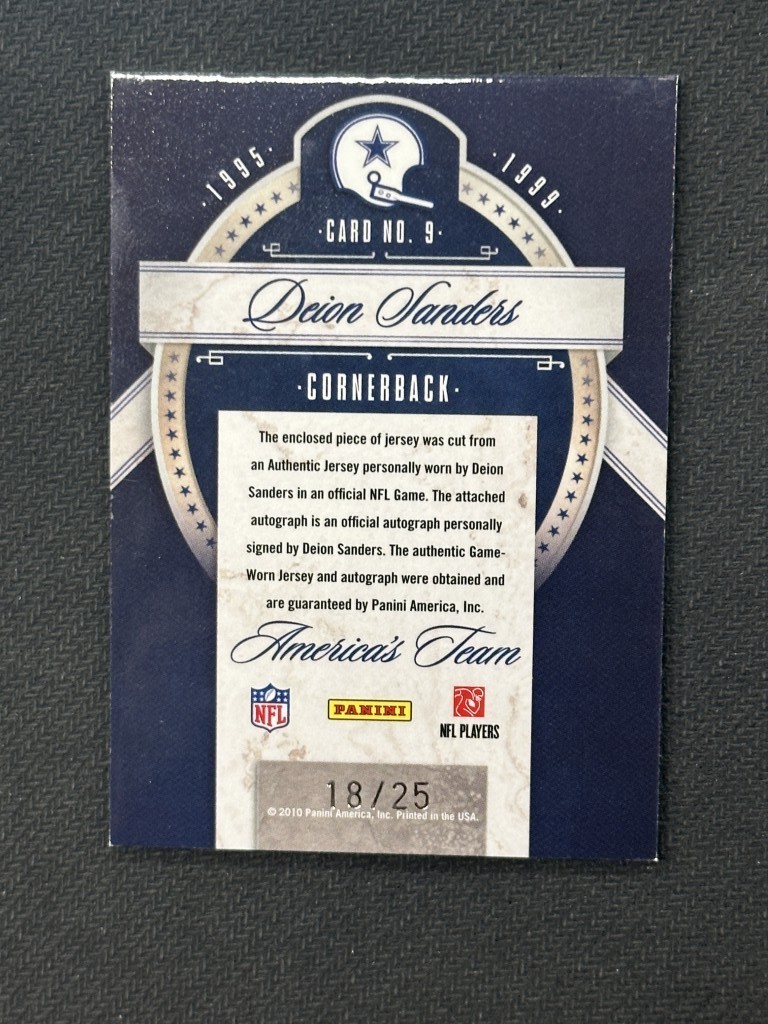 ·1995·
·1999·
·CARD NO. 9·
Deion Sanders
·CORNERBACK·
The enclosed piece of jersey was cut from
an Authentic Jersey personally worn by Deion
Sanders in an official NFL Game. The attached
autograph is an official autograph personally
signed by Deion Sanders. The authentic Game-
Worn Jersey and autograph were obtained and
are guaranteed by Panini America, Inc.
America's Team
NFL
PANINI
NFL PLAYERS
18/25
© 2010 Panini America, Inc. Printed in the USA.